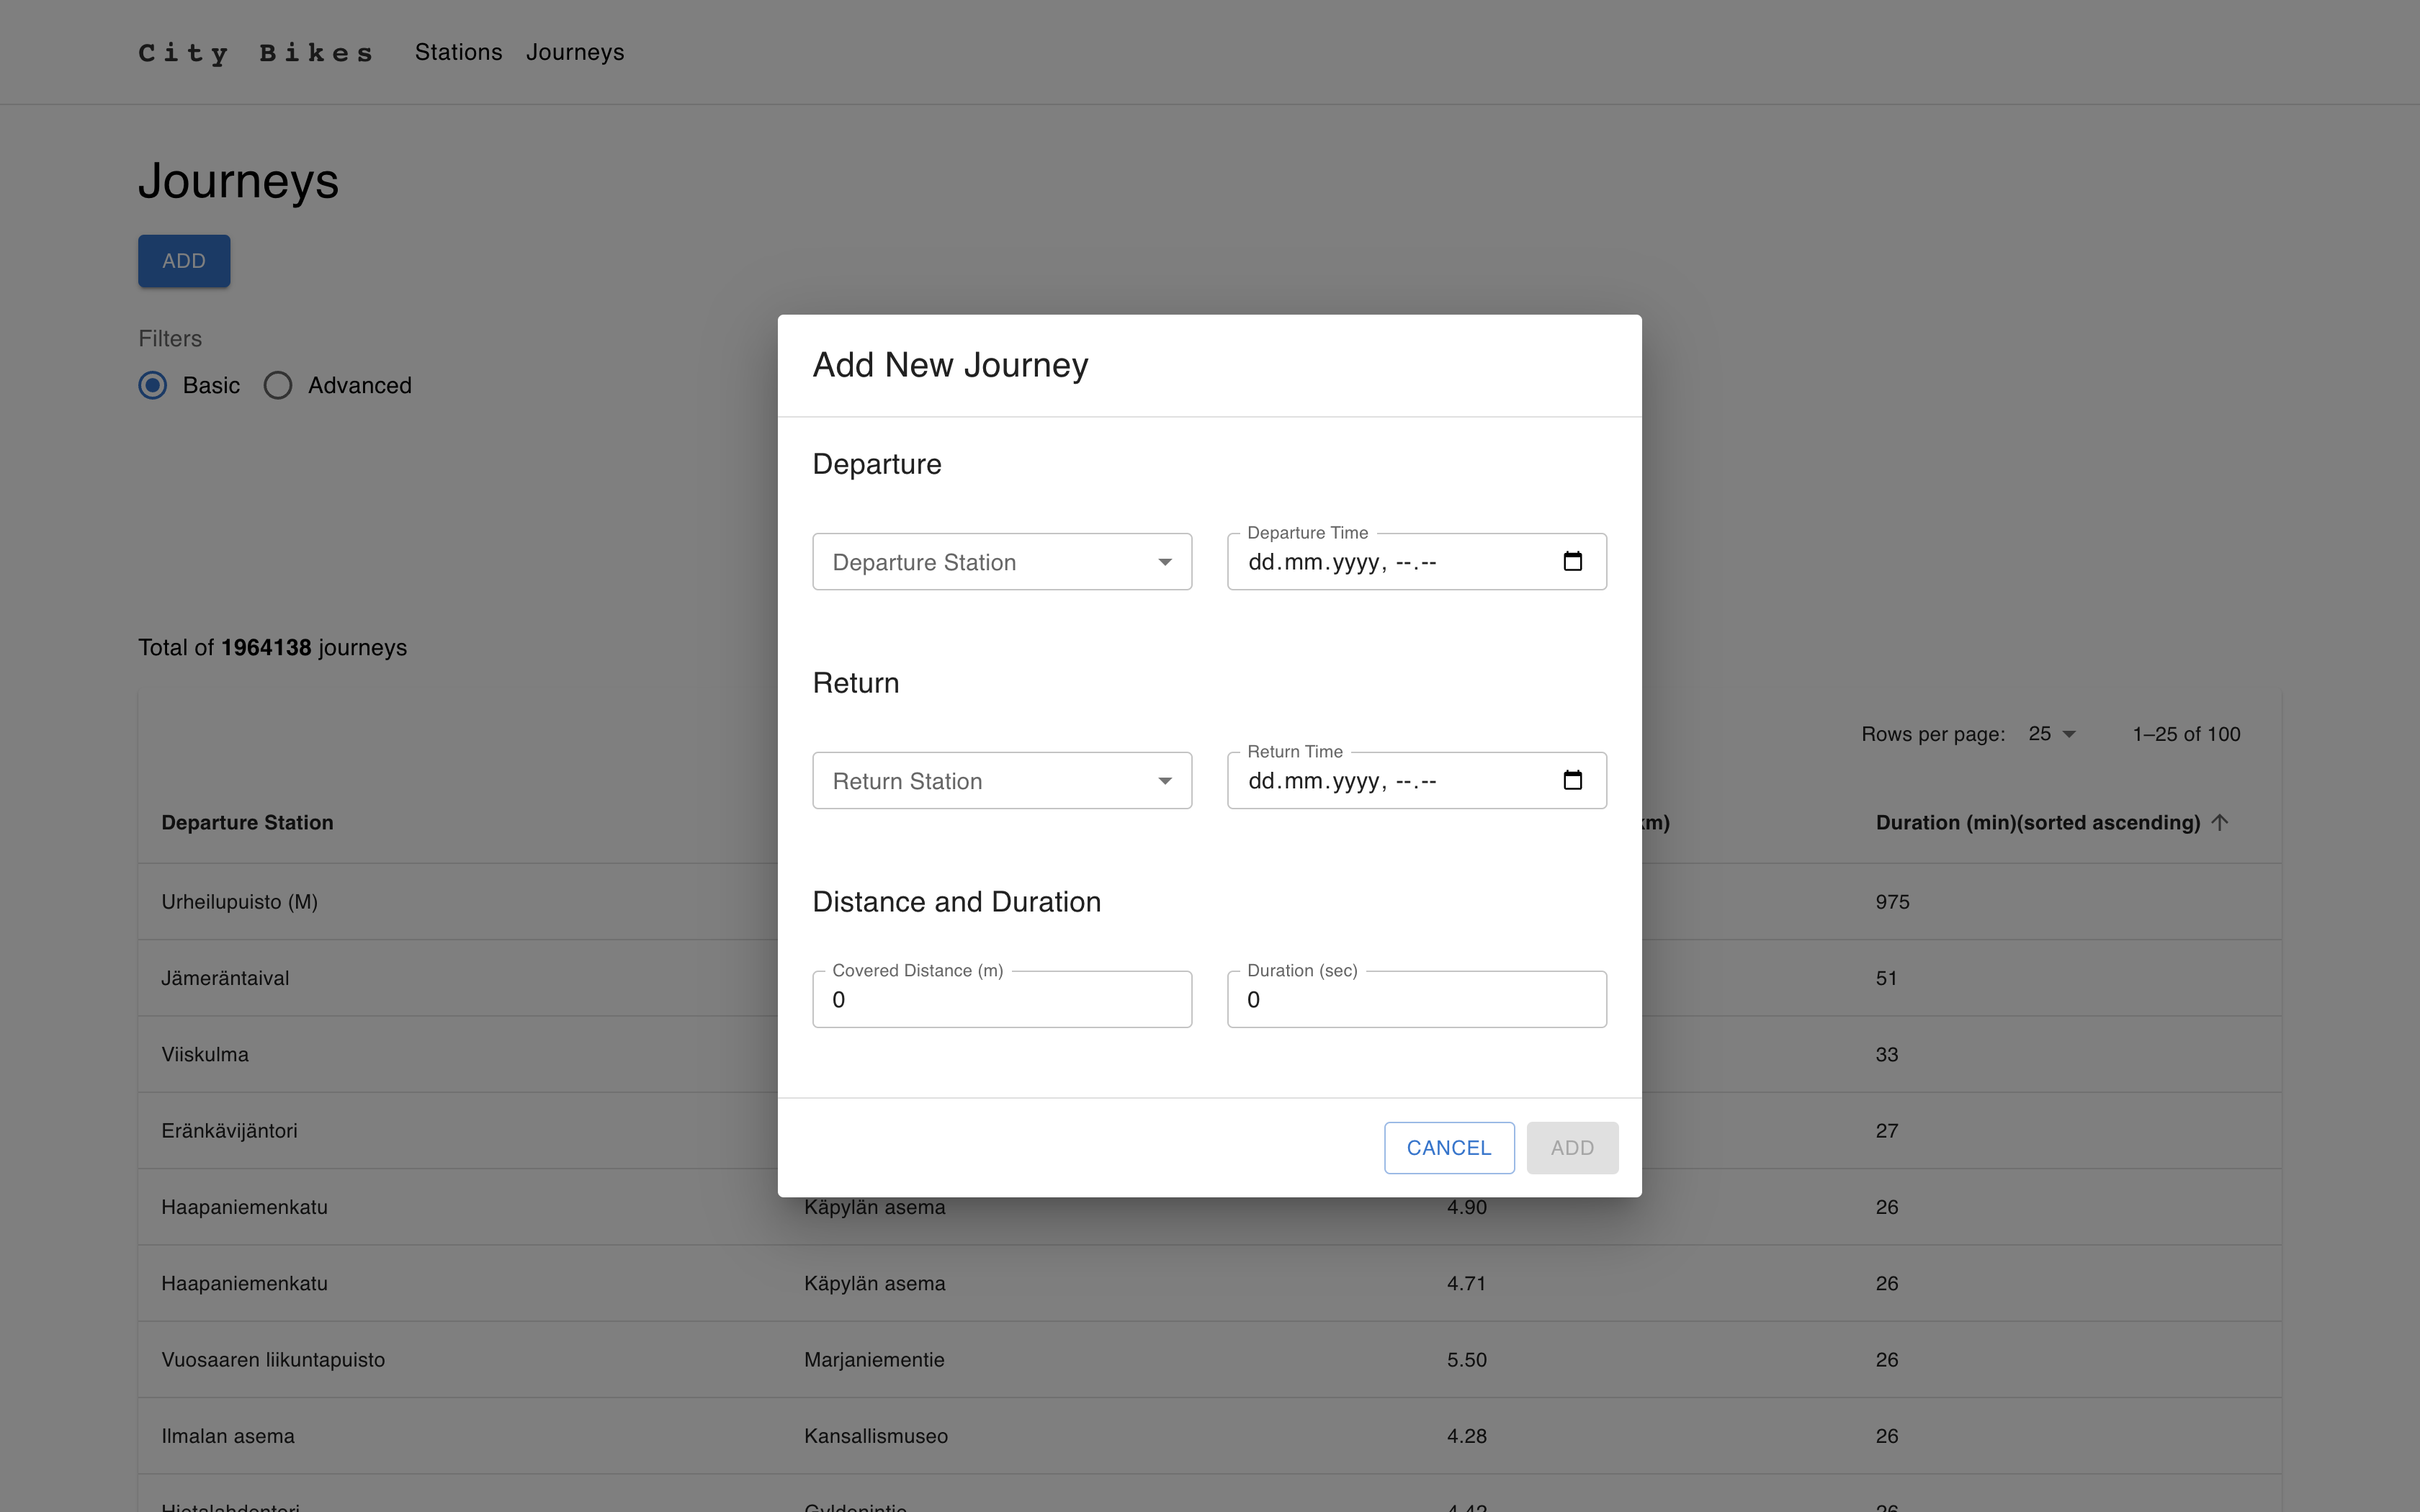 City Bikes Stations Journeys
Journeys
ADD
Filters
Basic Advanced
Total of 1964138 journeys
Rows per page: 25 1–25 of 100
Departure Station km) Duration (min)(sorted ascending)
Urheilupuisto (M) 975
Jämeräntaival 51
Viiskulma 33
Eränkävijäntori 27
Haapaniemenkatu Käpylän asema 4.90 26
Haapaniemenkatu Käpylän asema 4.71 26
Vuosaaren liikuntapuisto Marjaniementie 5.50 26
Ilmalan asema Kansallismuseo 4.28 26
Add New Journey
Departure
Departure Station
Departure Time
dd.mm.yyyy, --.--
Return
Return Station
Return Time
dd.mm.yyyy, --.--
Distance and Duration
Covered Distance (m)
0
Duration (sec)
0
CANCEL ADD